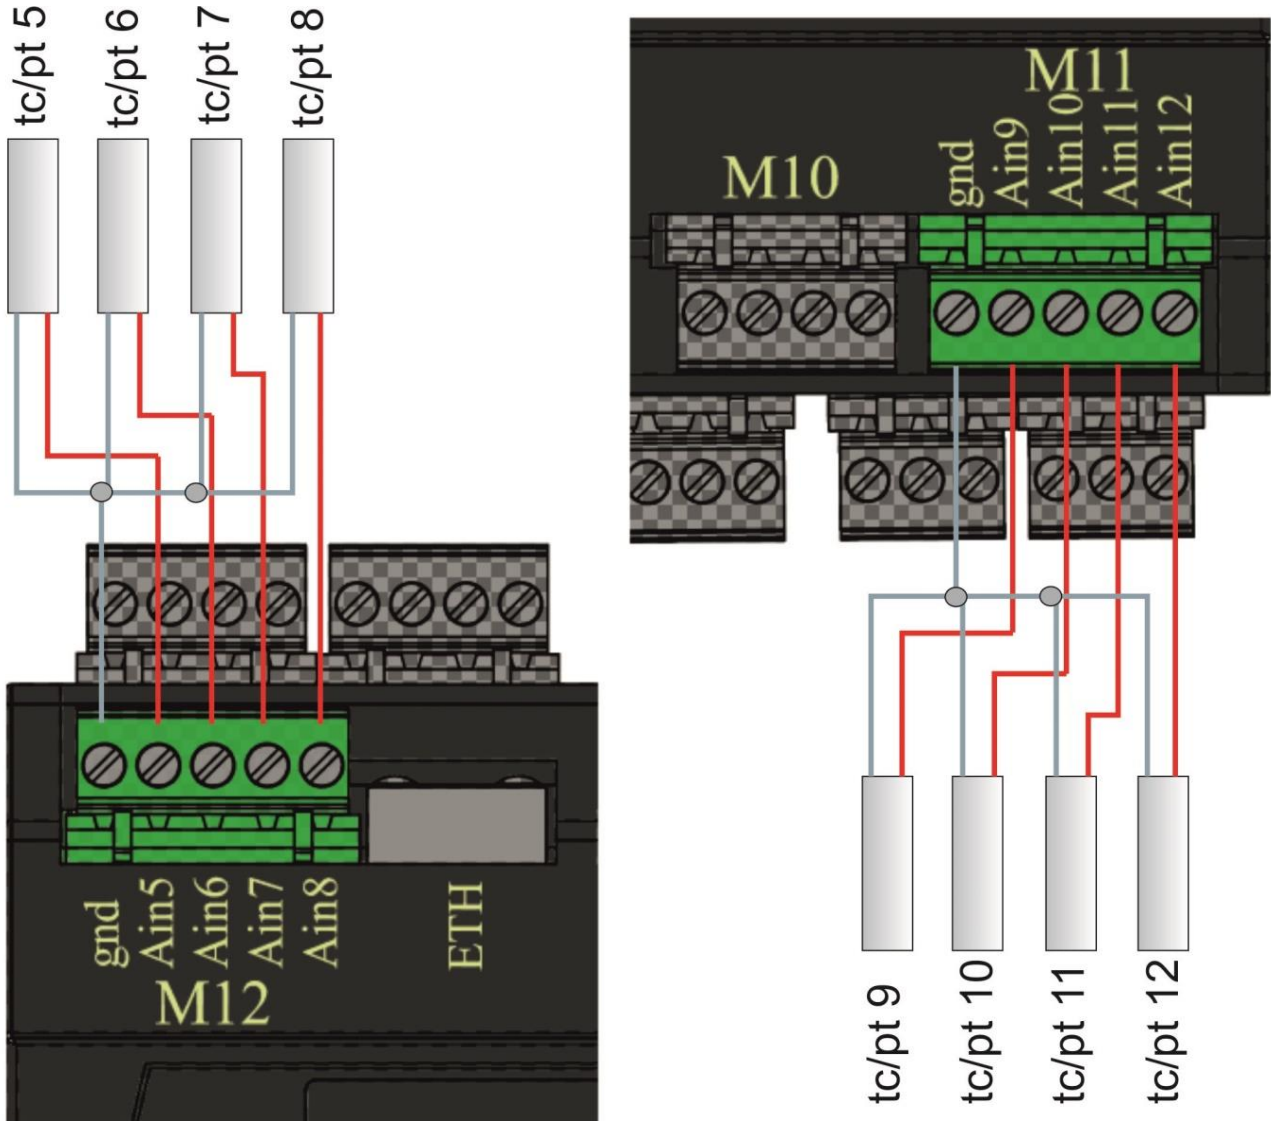 tc/pt 5
tc/pt 6
tc/pt 7
tc/pt 8
gnd
Ain5
Ain6
Ain7
Ain8
ETH
M12
M11
M10
gnd
Ain9
Ain10
Ain11
Ain12
tc/pt 9
tc/pt 10
tc/pt 11
tc/pt 12